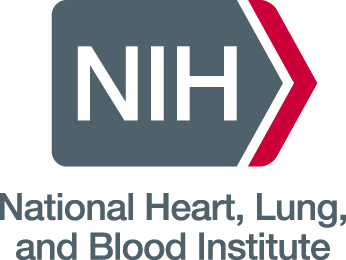 NIH
National Heart, Lung,
and Blood Institute